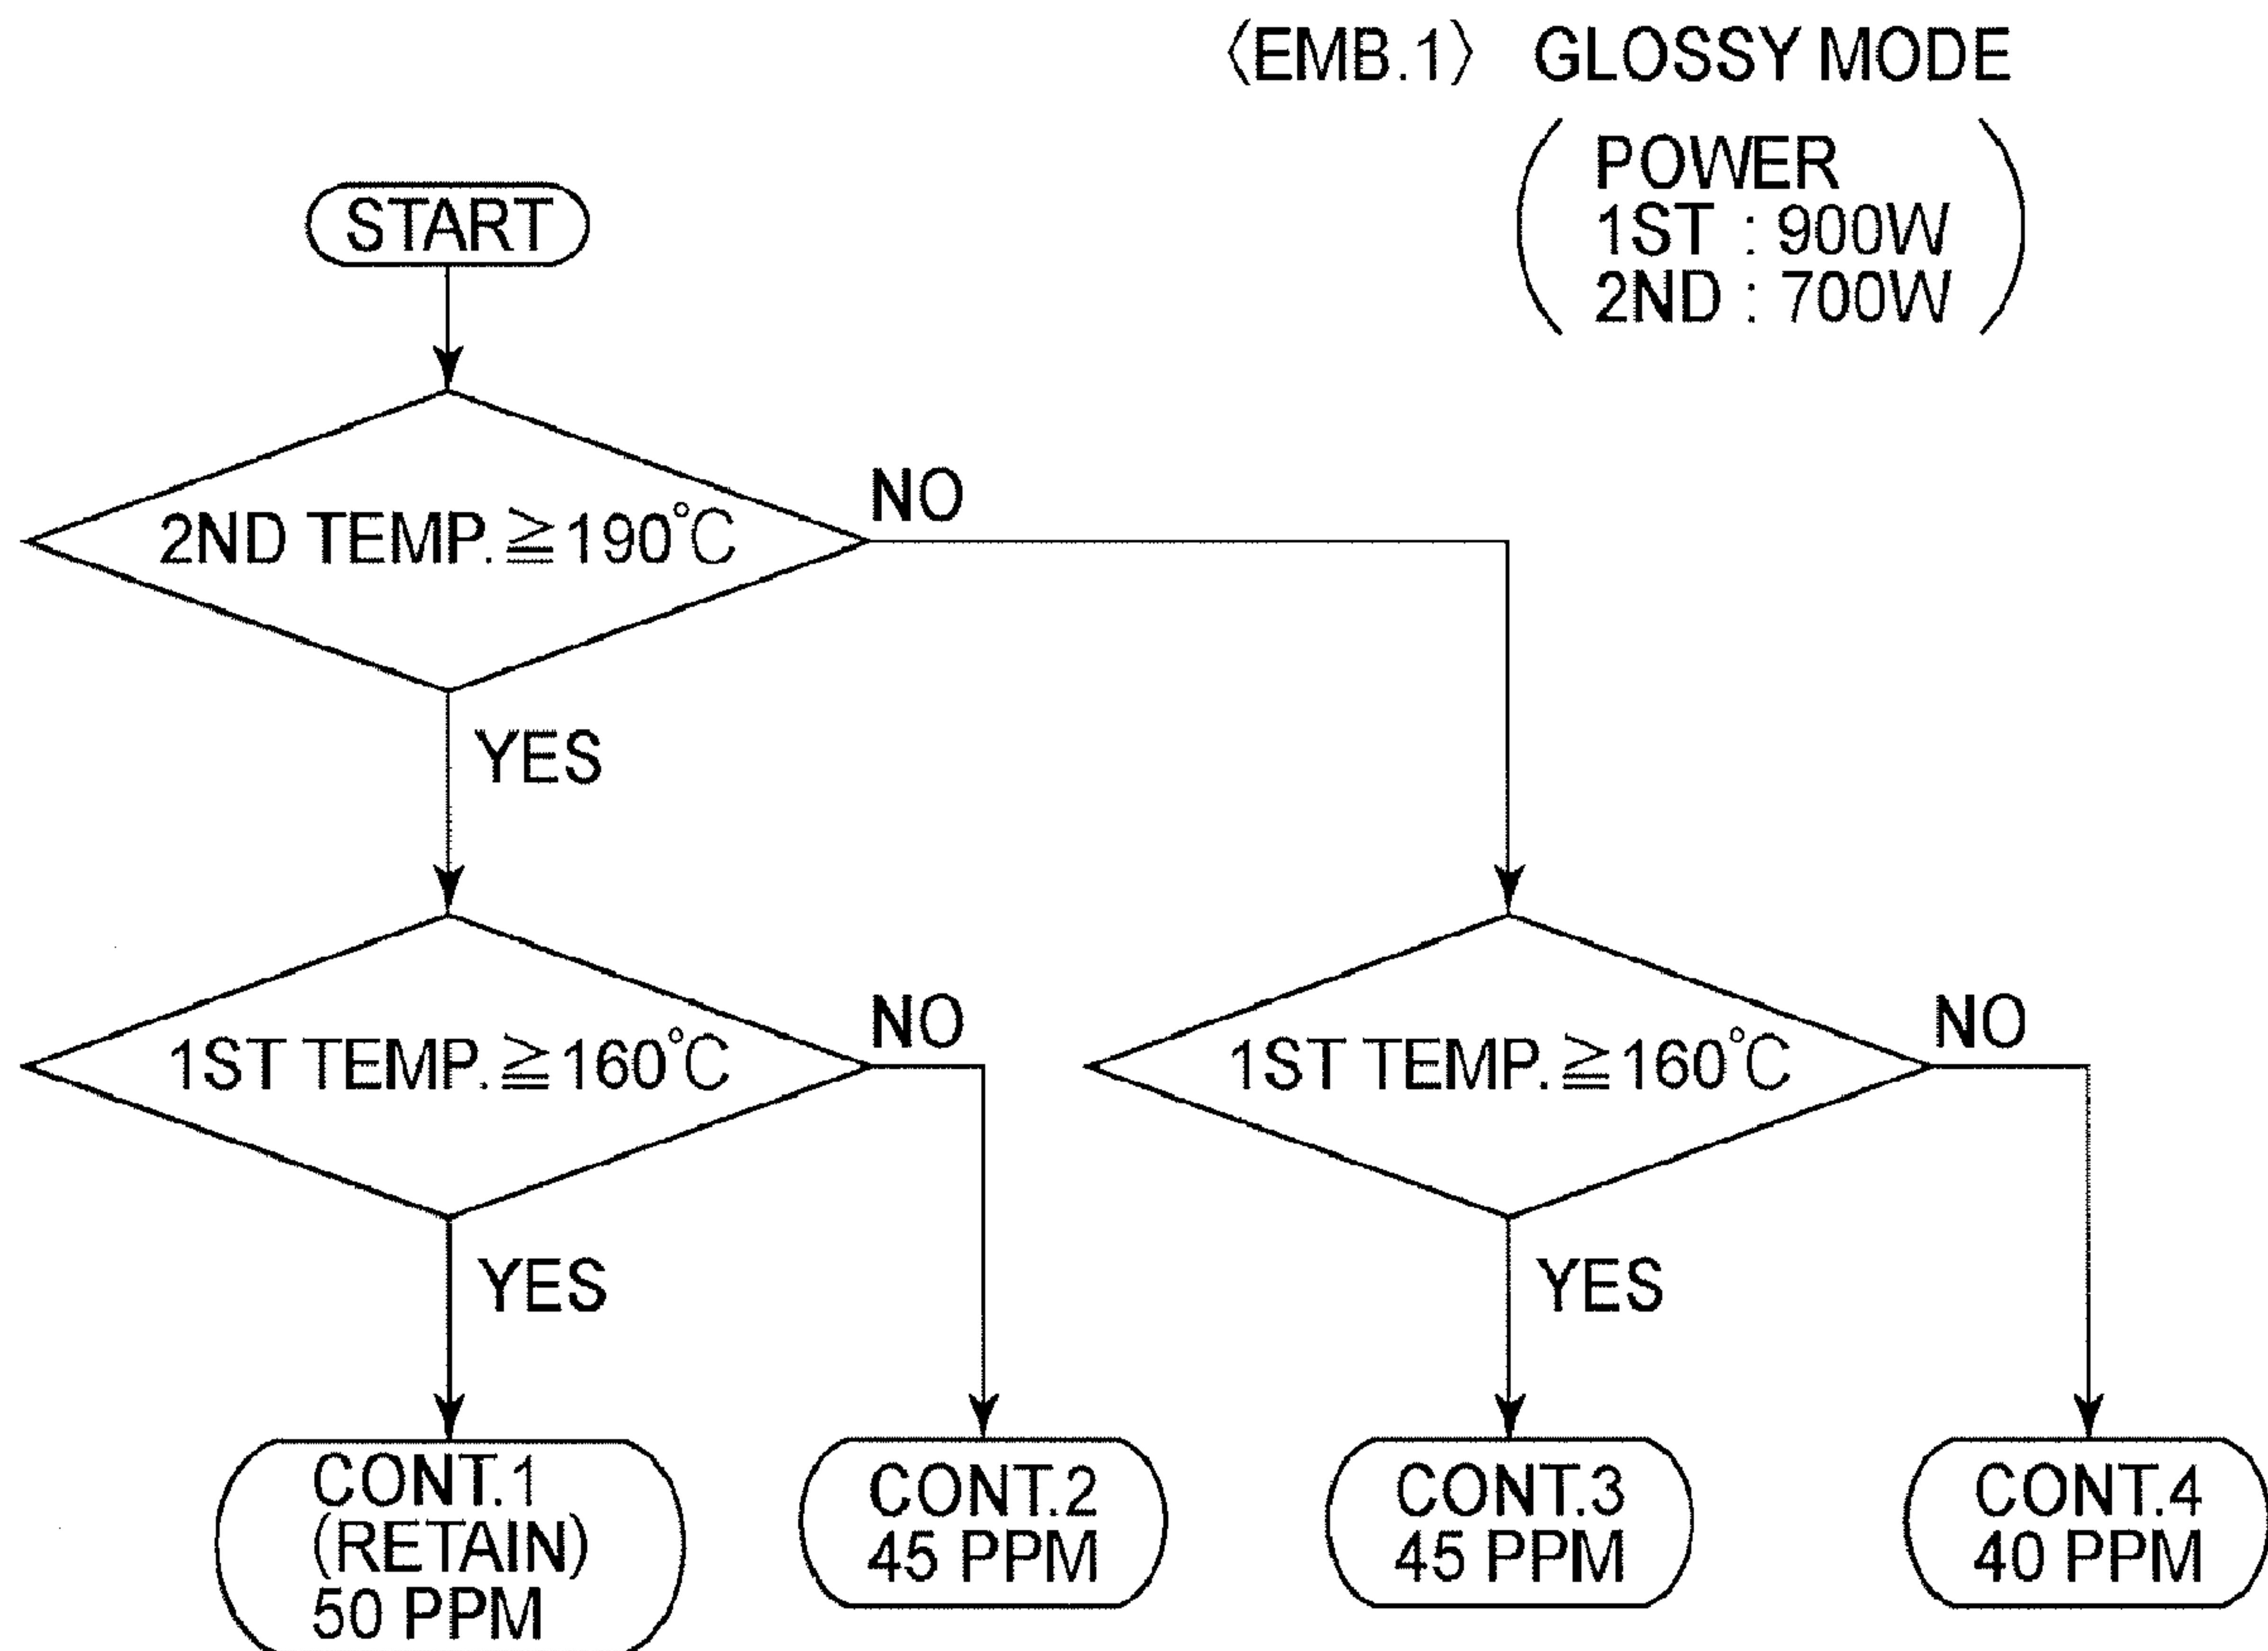 〈EMB.1〉 GLOSSY MODE
POWER
1ST : 900W
2ND : 700W
START
2ND TEMP.≧190°C
NO
YES
1ST TEMP.≧160°C
NO
1ST TEMP.≧160°C
NO
YES
YES
CONT.1
(RETAIN)
50 PPM
CONT.2
45 PPM
CONT.3
45 PPM
CONT.4
40 PPM